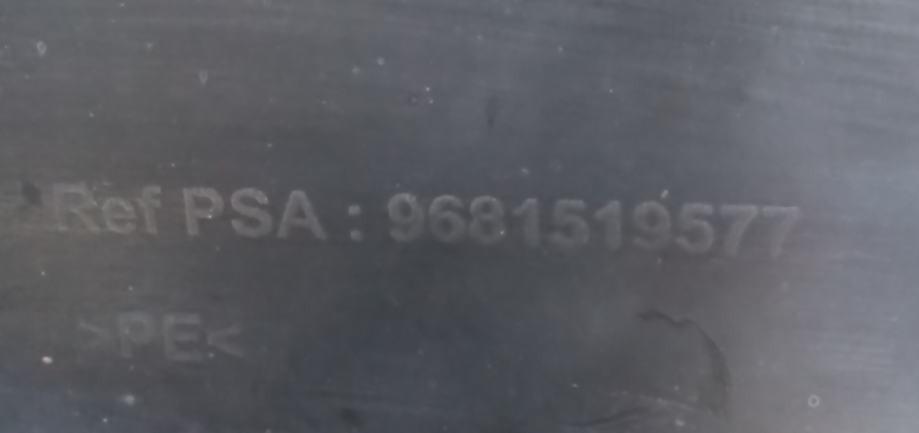 Ref PSA : 9681519577
>PE<